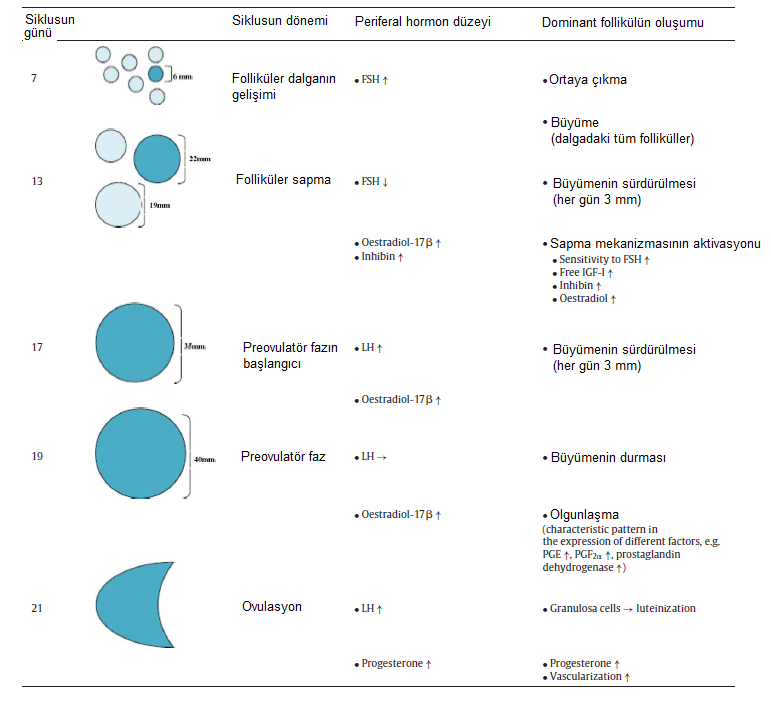 Siklusun günü
Siklusun dönemi
Periferal hormon düzeyi
Dominant follikülün oluşumu
7
6 mm
Folliküler dalganın
gelişimi
• FSH ↑
• Ortaya çıkma
• Büyüme
(dalgadaki tüm folliküller)
13
22mm
19mm
Folliküler sapma
• FSH ↓
• Büyümenin sürdürülmesi
(her gün 3 mm)
• Oestradiol-17β ↑
• Inhibin ↑
• Sapma mekanizmasının aktivasyonu
• Sensitivity to FSH ↑
• Free IGF-I ↑
• Inhibin ↑
• Oestradiol ↑
17
35mm
Preovulatör fazın
başlangıcı
• LH ↑
• Büyümenin sürdürülmesi
(her gün 3 mm)
• Oestradiol-17β ↑
19
40mm
Preovulatör faz
• LH →
• Büyümenin durması
• Oestradiol-17β ↑
• Olgunlaşma
(characteristic pattern in
the expression of different factors, e.g.
PGE ↑, PGF2α ↑, prostaglandin
dehydrogenase ↑)
21
Ovulasyon
• LH ↑
• Granulosa cells → luteinization
• Progesterone ↑
• Progesterone ↑
• Vascularization ↑